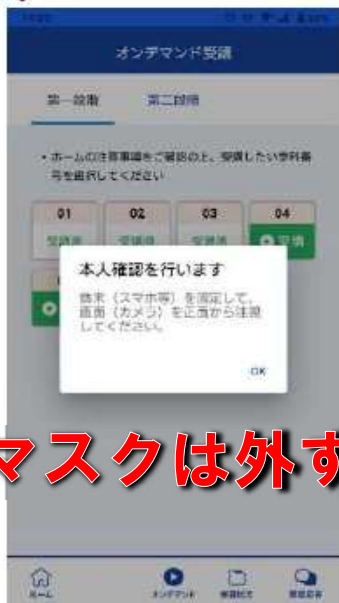 オンデマンド受講
第一段階
第二段階
・ホームの注意事項をご確認の上、受講したい学科番
号を選択してください
01
02
03
04
受講済
受講済
受講済
本人確認を行います
端末（スマホ等）を固定して、
画面（カメラ）を正面から注視
してください。
OK
マスクは外す
ホーム
オンデマンド